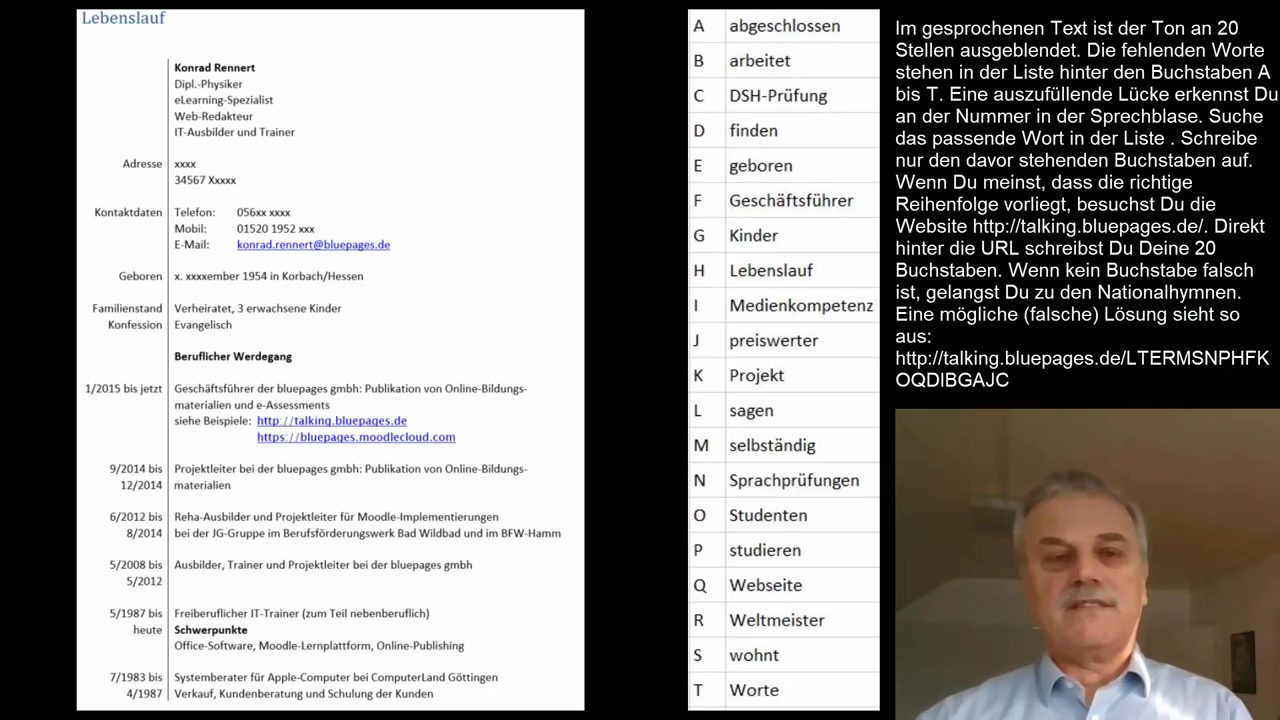 Lebenslauf
Konrad Rennert
Dipl.-Physiker
eLearning-Spezialist
Web-Redakteur
IT-Ausbilder und Trainer
Adresse xxxx
34567 Xxxxx
Kontaktdaten Telefon: 056xx xxxx
Mobil: 01520 1952 xxx
E-Mail: konrad.rennert@bluepages.de
Geboren x. xxxxember 1954 in Korbach/Hessen
Familienstand Verheiratet, 3 erwachsene Kinder
Konfession Evangelisch
Beruflicher Werdegang
1/2015 bis jetzt Geschäftsführer der bluepages gmbh: Publikation von Online-Bildungs-
materialien und e-Assessments
siehe Beispiele: http://talking.bluepages.de
https://bluepages.moodlecloud.com
9/2014 bis Projektleiter bei der bluepages gmbh: Publikation von Online-Bildungs-
12/2014 materialien
6/2012 bis Reha-Ausbilder und Projektleiter für Moodle-Implementierungen
8/2014 bei der JG-Gruppe im Berufsförderungswerk Bad Wildbad und im BFW-Hamm
5/2008 bis Ausbilder, Trainer und Projektleiter bei der bluepages gmbh
5/2012
5/1987 bis Freiberuflicher IT-Trainer (zum Teil nebenberuflich)
heute Schwerpunkte
Office-Software, Moodle-Lernplattform, Online-Publishing
7/1983 bis Systemberater für Apple-Computer bei ComputerLand Göttingen
4/1987 Verkauf, Kundenberatung und Schulung der Kunden
A abgeschlossen
B arbeitet
C DSH-Prüfung
D finden
E geboren
F Geschäftsführer
G Kinder
H Lebenslauf
I Medienkompetenz
J preiswerter
K Projekt
L sagen
M selbständig
N Sprachprüfungen
O Studenten
P studieren
Q Webseite
R Weltmeister
S wohnt
T Worte
Im gesprochenen Text ist der Ton an 20
Stellen ausgeblendet. Die fehlenden Worte
stehen in der Liste hinter den Buchstaben A
bis T. Eine auszufüllende Lücke erkennst Du
an der Nummer in der Sprechblase. Suche
das passende Wort in der Liste . Schreibe
nur den davor stehenden Buchstaben auf.
Wenn Du meinst, dass die richtige
Reihenfolge vorliegt, besuchst Du die
Website http://talking.bluepages.de/. Direkt
hinter die URL schreibst Du Deine 20
Buchstaben. Wenn kein Buchstabe falsch
ist, gelangst Du zu den Nationalhymnen.
Eine mögliche (falsche) Lösung sieht so
aus:
http://talking.bluepages.de/LTERMSNPHFK
OQDIBGAJC